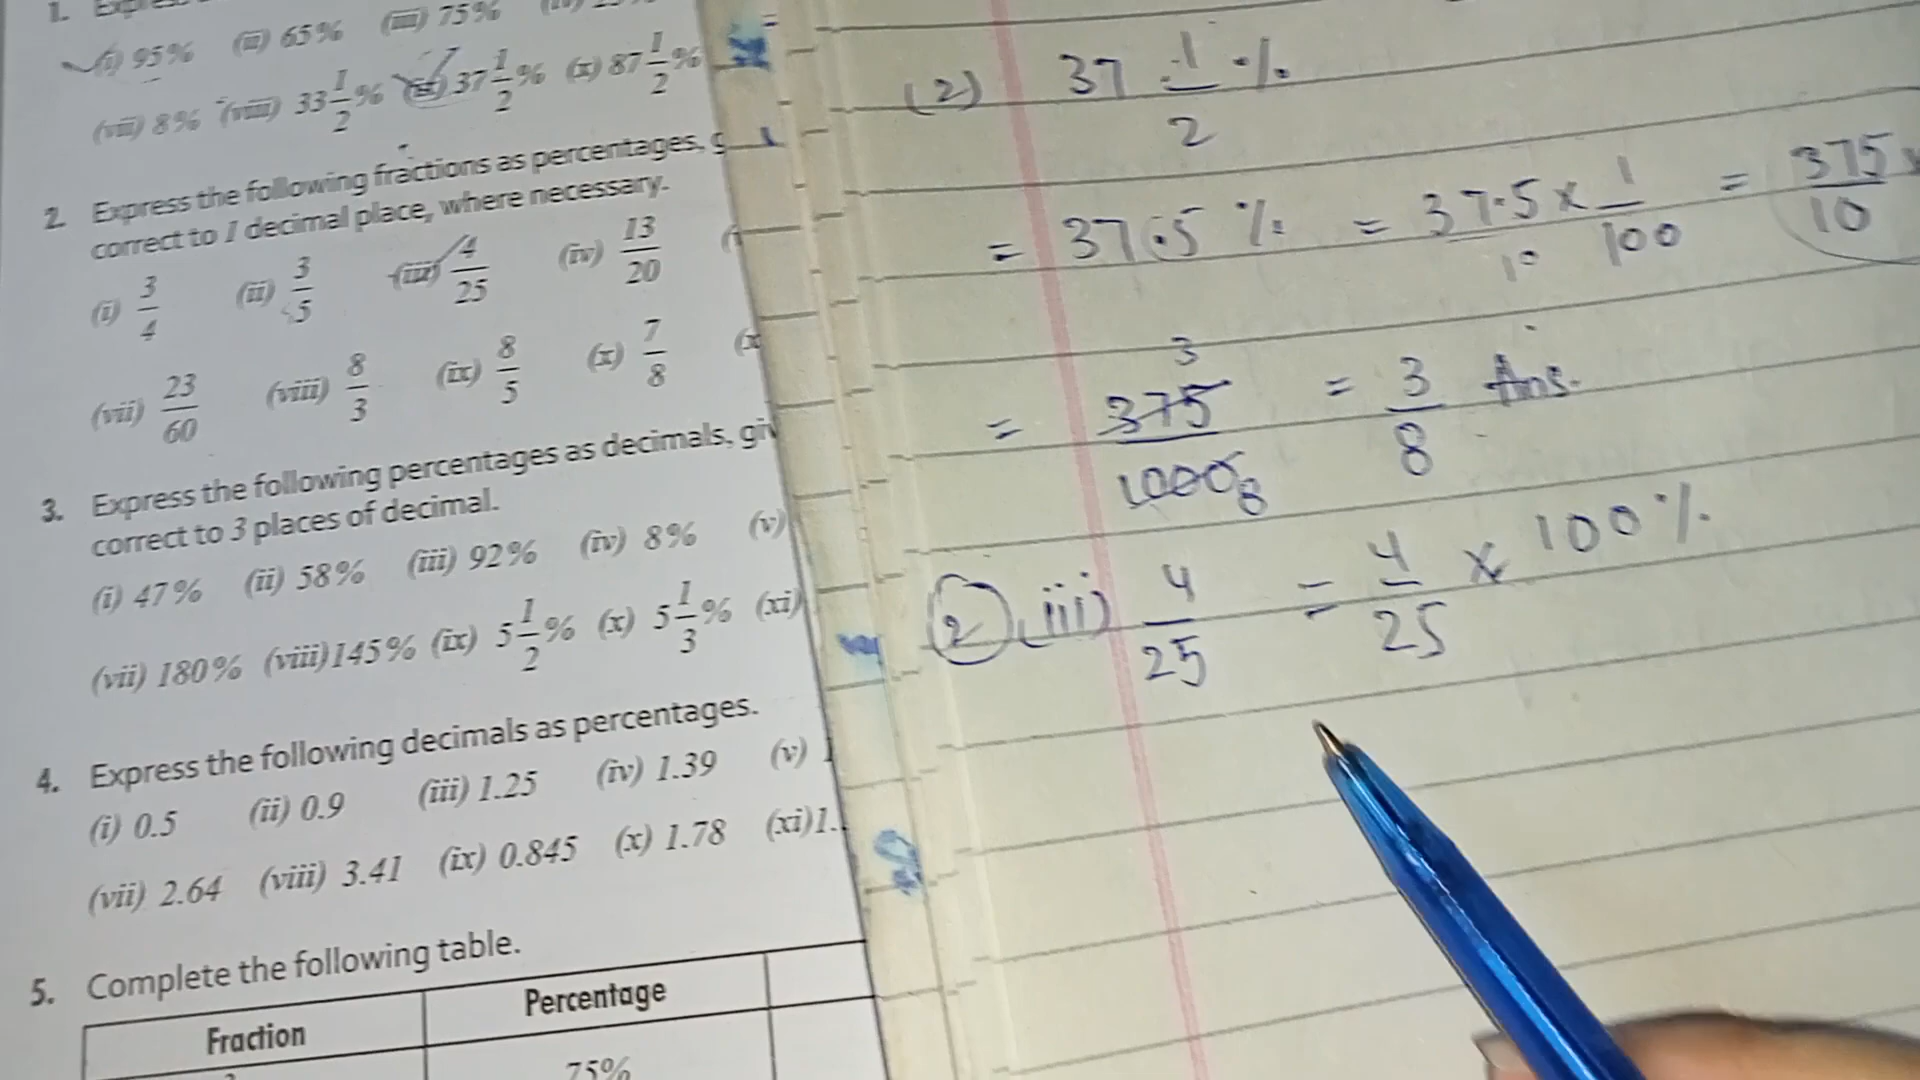 1.
(i) 95% (ii) 65% (iii) 75%
(vii) 8% (viii) 33 1/2 % (ix) 37 1/2 % (x) 87 1/2 %
2. Express the following fractions as percentages,
correct to 1 decimal place, where necessary.
(i) 3/4 (ii) 3/5 (iii) 4/25 (iv) 13/20
(vii) 23/60 (viii) 8/3 (ix) 8/5 (x) 7/8
3. Express the following percentages as decimals,
correct to 3 places of decimal.
(i) 47% (ii) 58% (iii) 92% (iv) 8% (v)
(vii) 180% (viii) 145% (ix) 5 1/2 % (x) 5 1/3 % (xi)
4. Express the following decimals as percentages.
(i) 0.5 (ii) 0.9 (iii) 1.25 (iv) 1.39 (v)
(vii) 2.64 (viii) 3.41 (ix) 0.845 (x) 1.78 (xi) 1.
5. Complete the following table.
Fraction Percentage
75%
(2) 37 1/2 %
= 37.5 % = 37.5/10 × 1/100 = 375/10 ×
= 375/1000 3 8 = 3/8 Ans.
2 (iii) 4/25 = 4/25 × 100 %